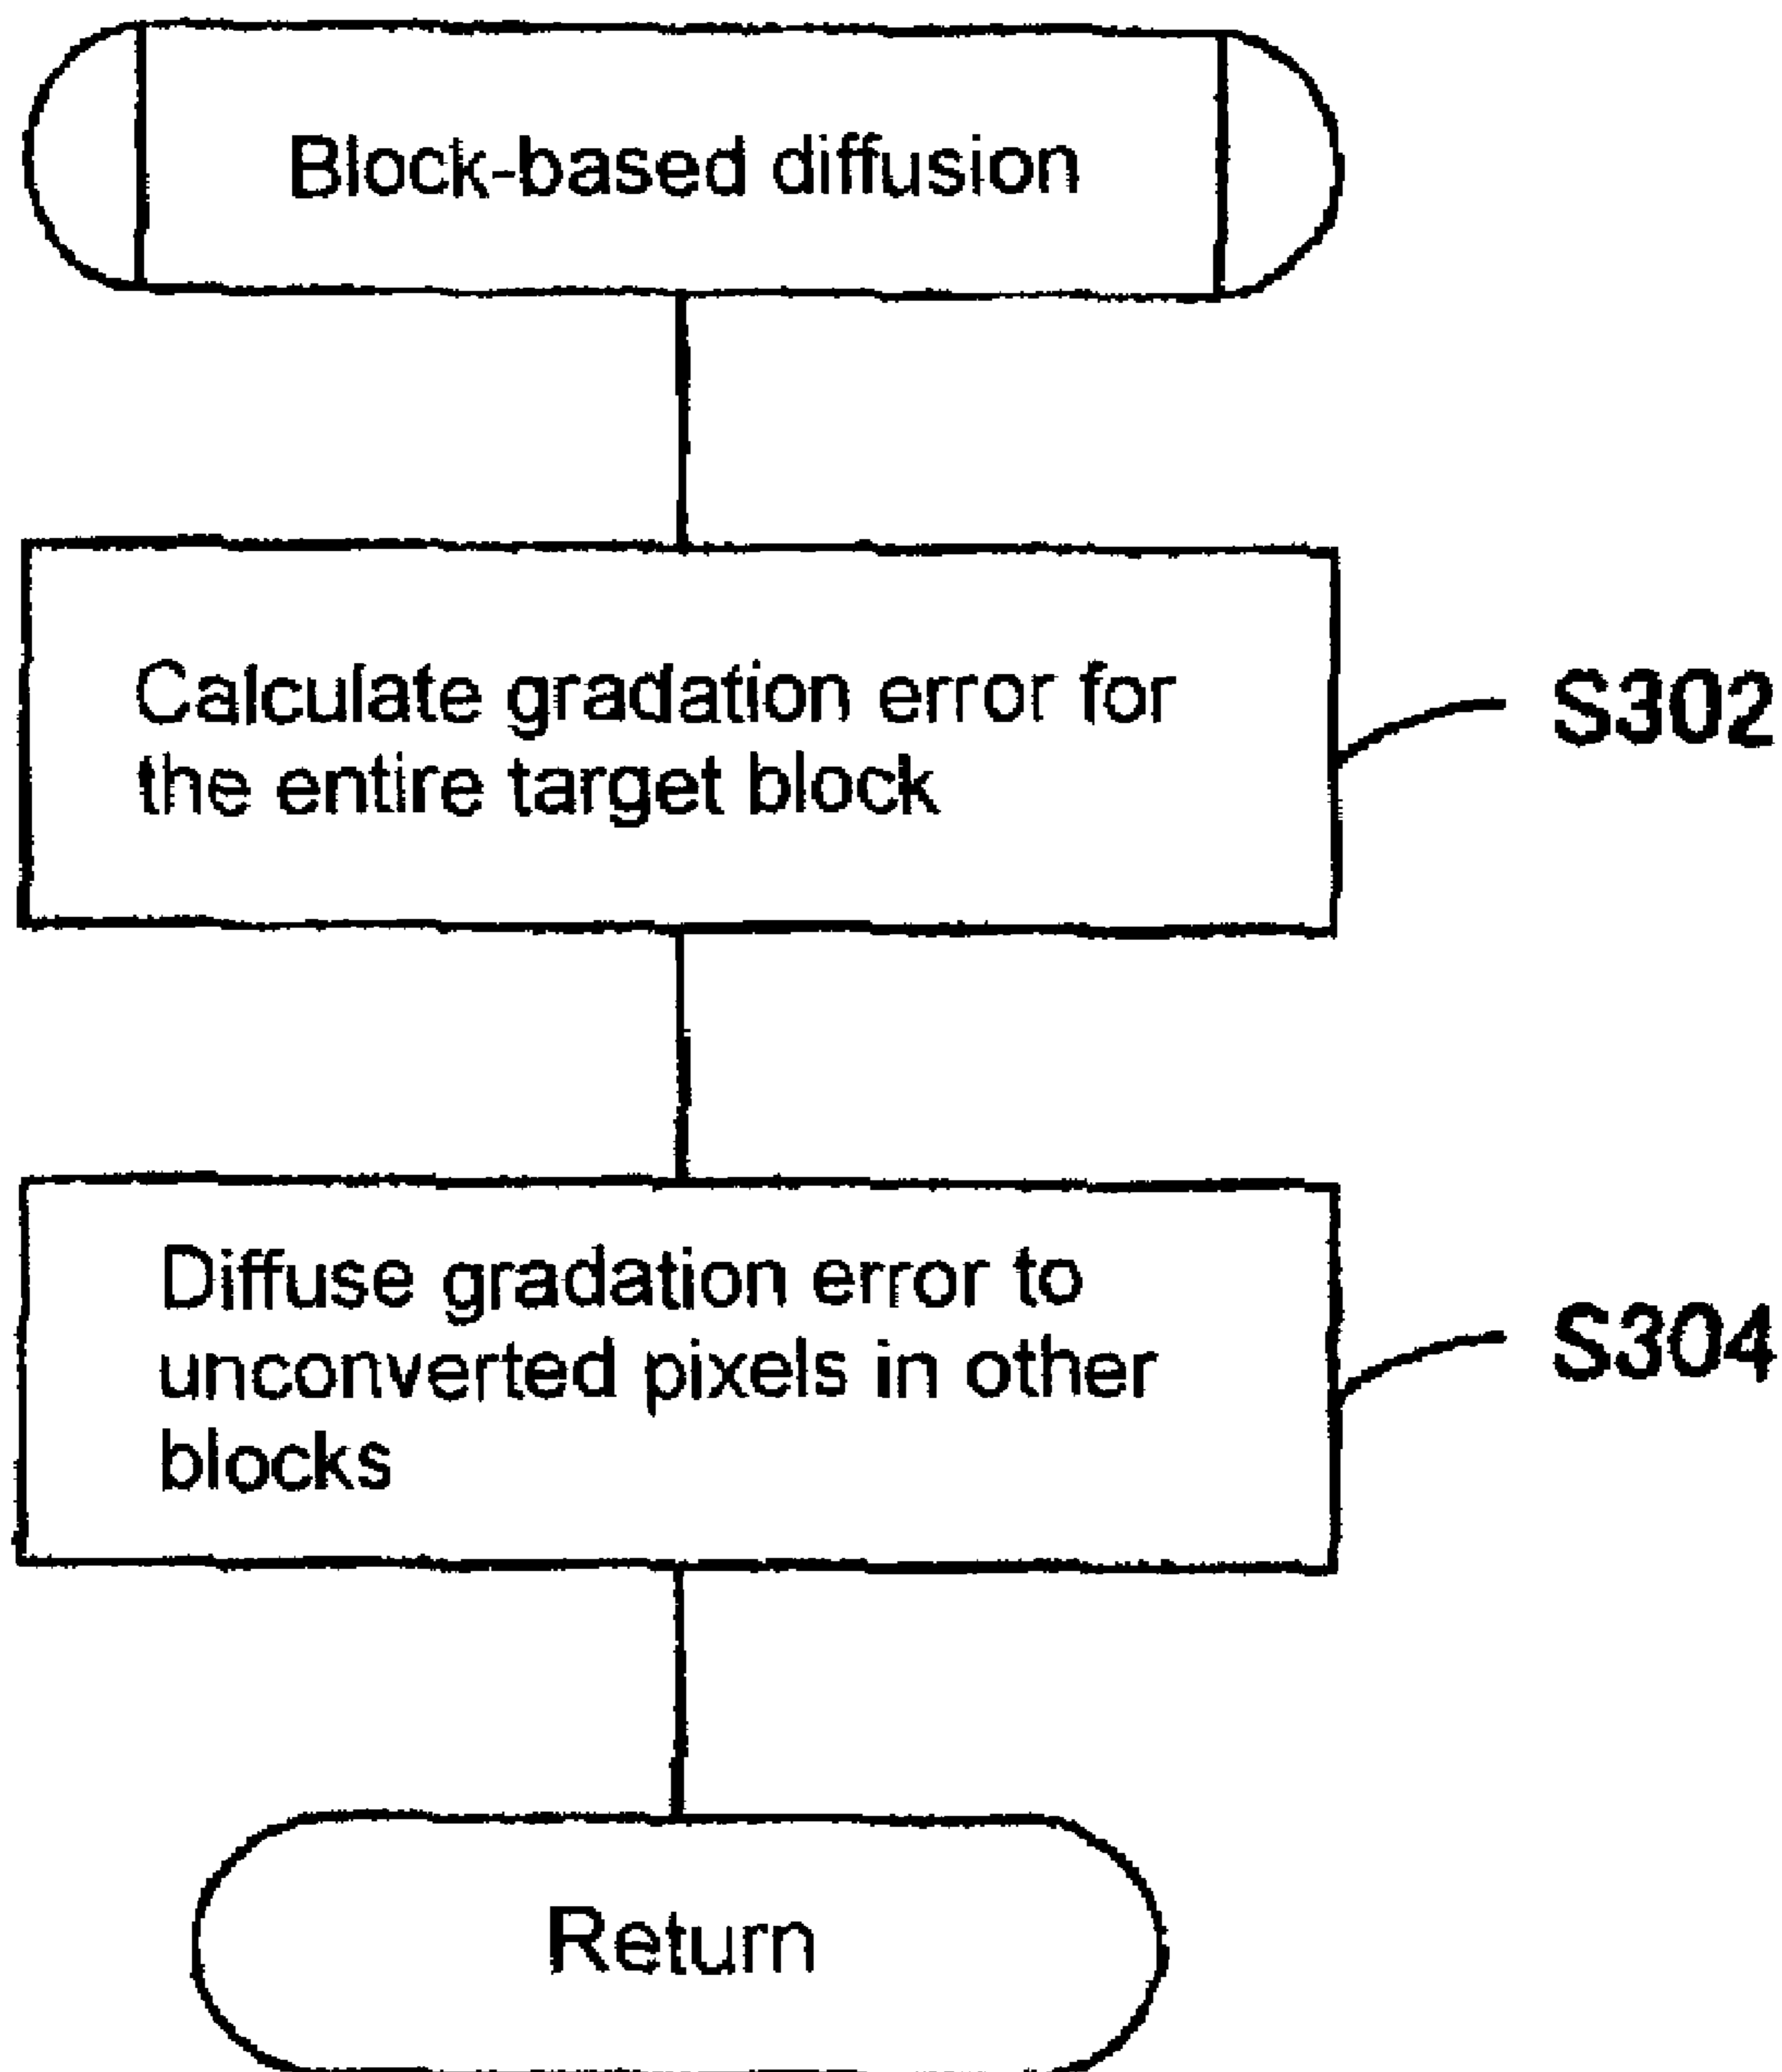 Block-based diffusion
Calculate gradation error for
the entire target block
S302
Diffuse gradation error to
unconverted pixels in other
blocks
S304
Return